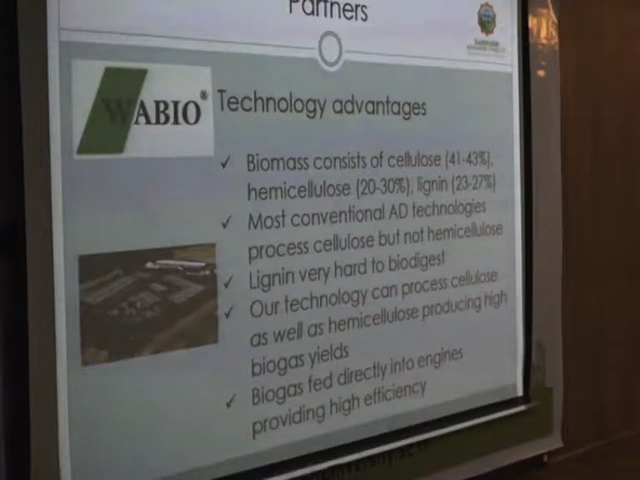 Partners
WABIO®
Technology advantages
✓ Biomass consists of cellulose (41-43%),
hemicellulose (20-30%), lignin (23-27%)
✓ Most conventional AD technologies
process cellulose but not hemicellulose
✓ Lignin very hard to biodigest
✓ Our technology can process cellulose
as well as hemicellulose producing high
biogas yields
✓ Biogas fed directly into engines
providing high efficiency